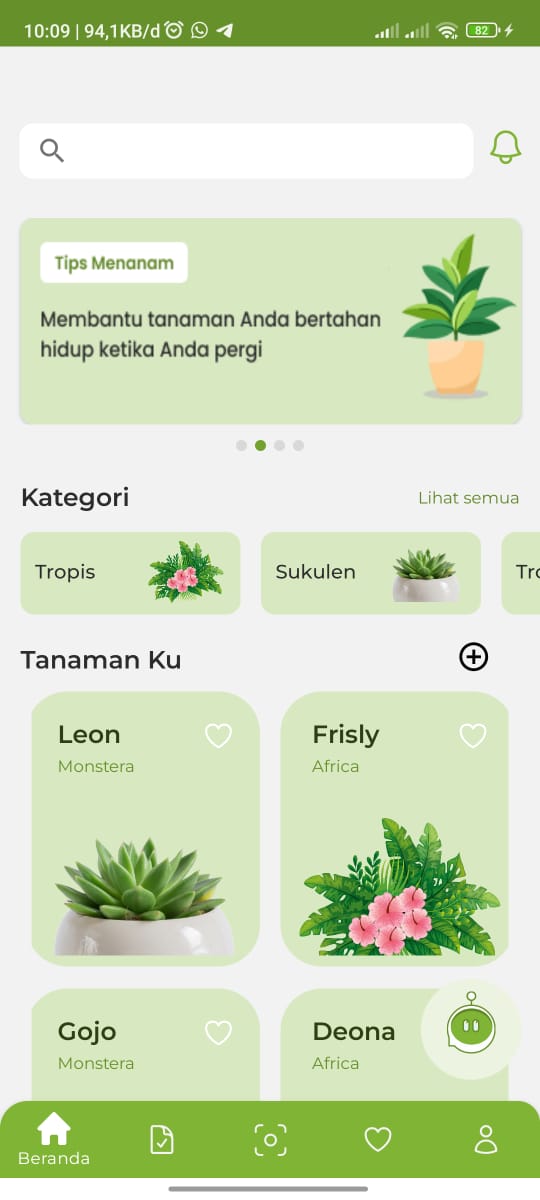 10:09 | 94,1KB/d
82
Tips Menanam
Membantu tanaman Anda bertahan
hidup ketika Anda pergi
Kategori
Lihat semua
Tropis
Sukulen
Tro
Tanaman Ku
Leon
Monstera
Frisly
Africa
Gojo
Monstera
Deona
Africa
Beranda